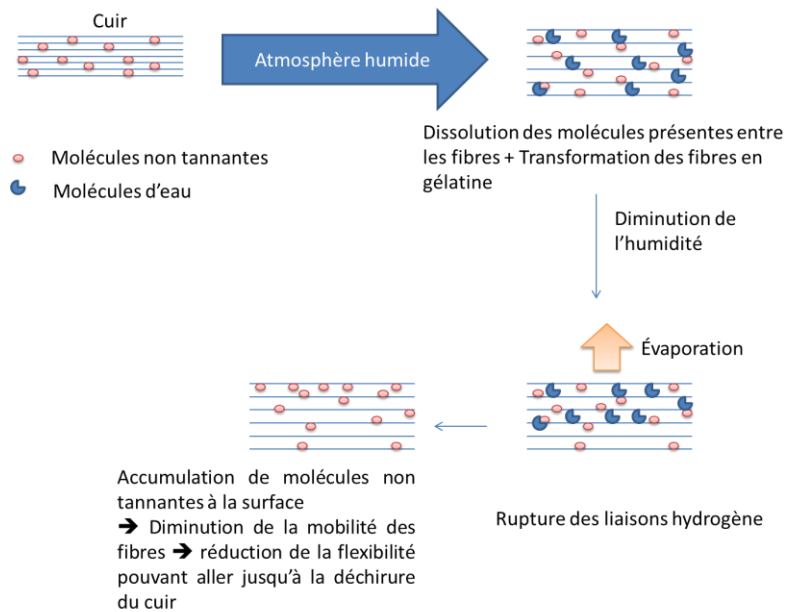 Cuir
Atmosphère humide
Molécules non tannantes
Molécules d'eau
Dissolution des molécules présentes entre
les fibres + Transformation des fibres en
gélatine
Diminution de
l'humidité
Évaporation
Rupture des liaisons hydrogène
Accumulation de molécules non
tannantes à la surface
➔ Diminution de la mobilité des
fibres ➔ réduction de la flexibilité
pouvant aller jusqu'à la déchirure
du cuir